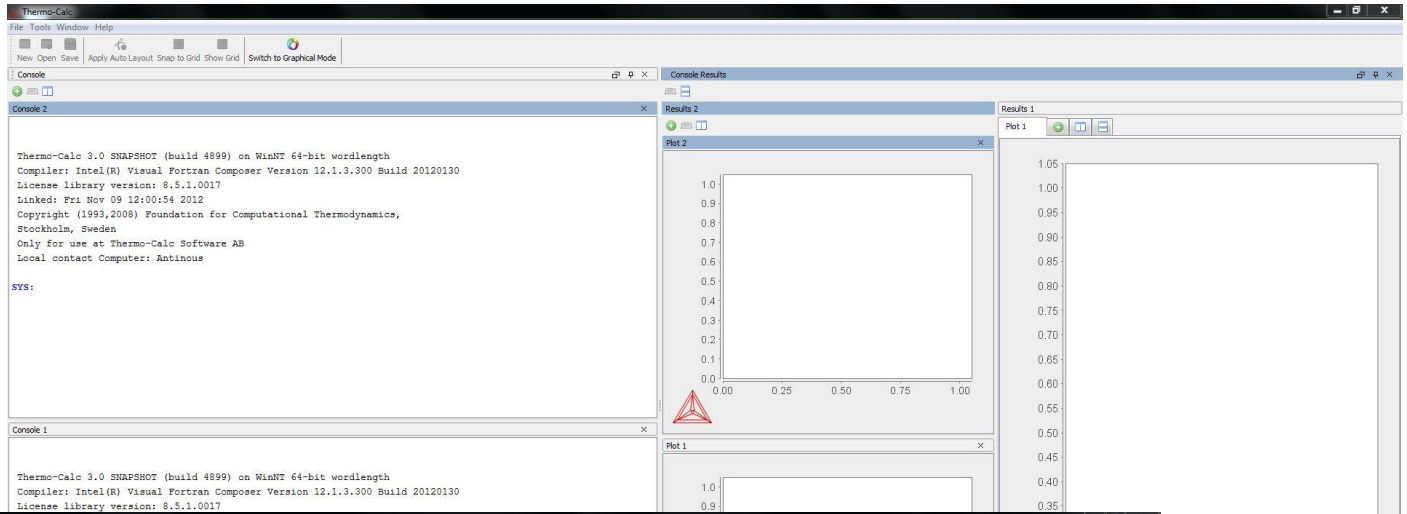 Thermo-Calc
File Tools Window Help
New Open Save Apply Auto Layout Snap to Grid Show Grid Switch to Graphical Mode
Console
Console 2
Thermo-Calc 3.0 SNAPSHOT (build 4899) on WinNT 64-bit wordlength
Compiler: Intel(R) Visual Fortran Composer Version 12.1.3.300 Build 20120130
License library version: 8.5.1.0017
Linked: Fri Nov 09 12:00:54 2012
Copyright (1993,2008) Foundation for Computational Thermodynamics,
Stockholm, Sweden
Only for use at Thermo-Calc Software AB
Local contact Computer: Antinous
SYS:
Console 1
Thermo-Calc 3.0 SNAPSHOT (build 4899) on WinNT 64-bit wordlength
Compiler: Intel(R) Visual Fortran Composer Version 12.1.3.300 Build 20120130
License library version: 8.5.1.0017
Console Results
Results 2
Plot 2
1.0
0.9
0.8
0.7
0.6
0.5
0.4
0.3
0.2
0.1
0.0
0.00 0.25 0.50 0.75 1.00
Plot 1
1.0
0.9
Results 1
Plot 1
1.05
1.00
0.95
0.90
0.85
0.80
0.75
0.70
0.65
0.60
0.55
0.50
0.45
0.40
0.35